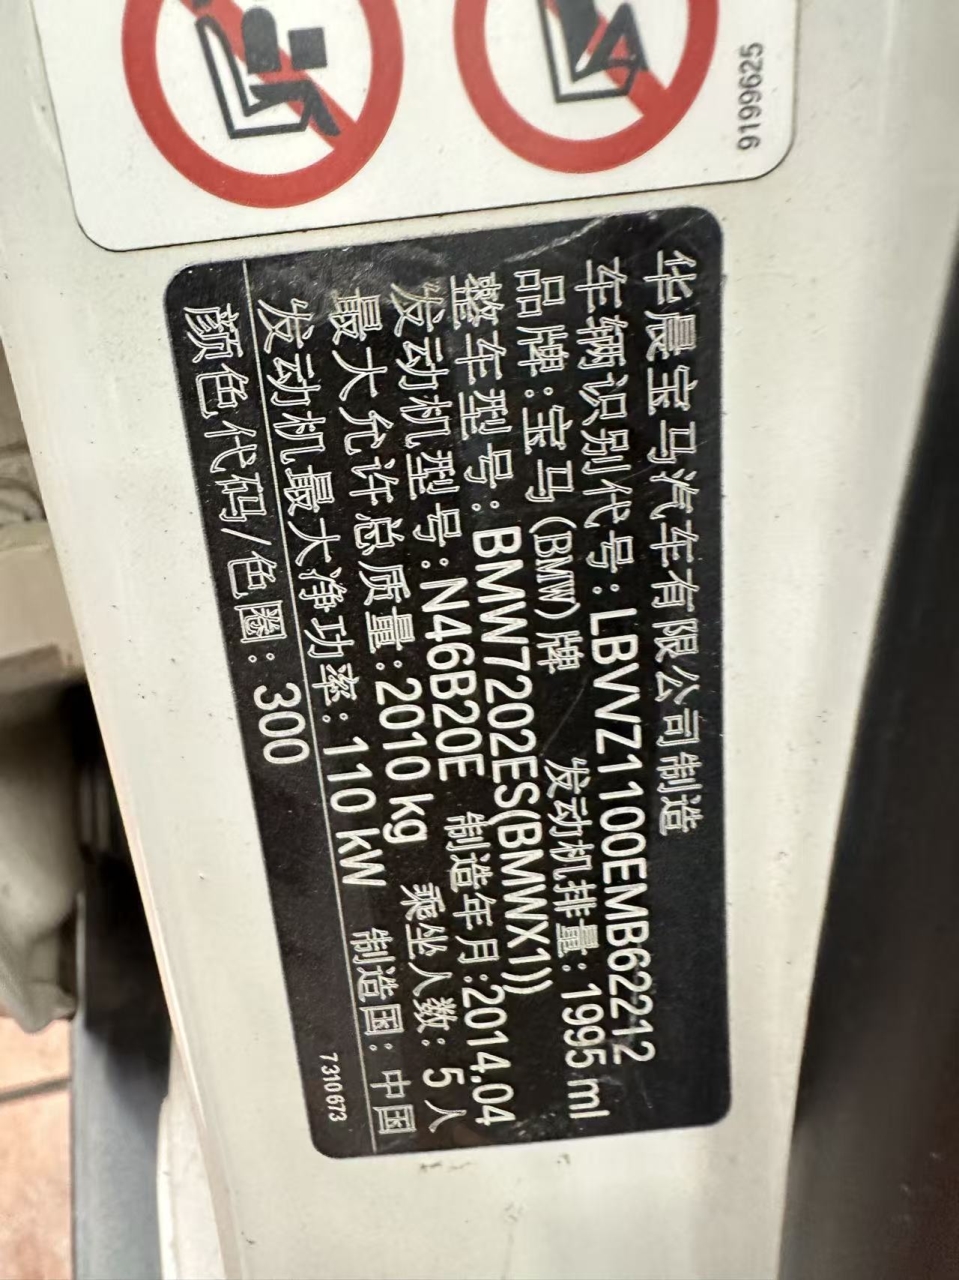 9199625
华晨宝马汽车有限公司制造
车辆识别代号：LBVVZ1100EMB62212
品牌：宝马(BMW)牌 发动机排量：1995 ml
整车型号：BMW7202ES(BMWX1))
发动机型号：N46B20E 制造年月：2014.04
最大允许总质量：2010 kg 乘坐人数：5人
发动机最大净功率：110 kW 制造国：中国
颜色代码/色圈：300
7310673